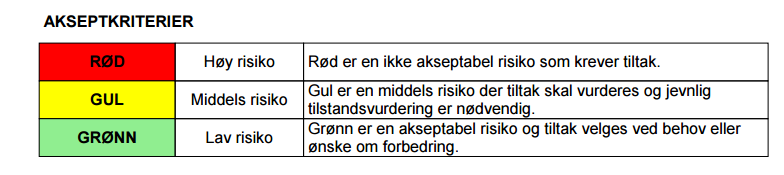 AKSEPTKRITERIER
RØD Høy risiko Rød er en ikke akseptabel risiko som krever tiltak.
GUL Middels risiko Gul er en middels risiko der tiltak skal vurderes og jevnlig
tilstandsvurdering er nødvendig.
GRØNN Lav risiko Grønn er en akseptabel risiko og tiltak velges ved behov eller
ønske om forbedring.